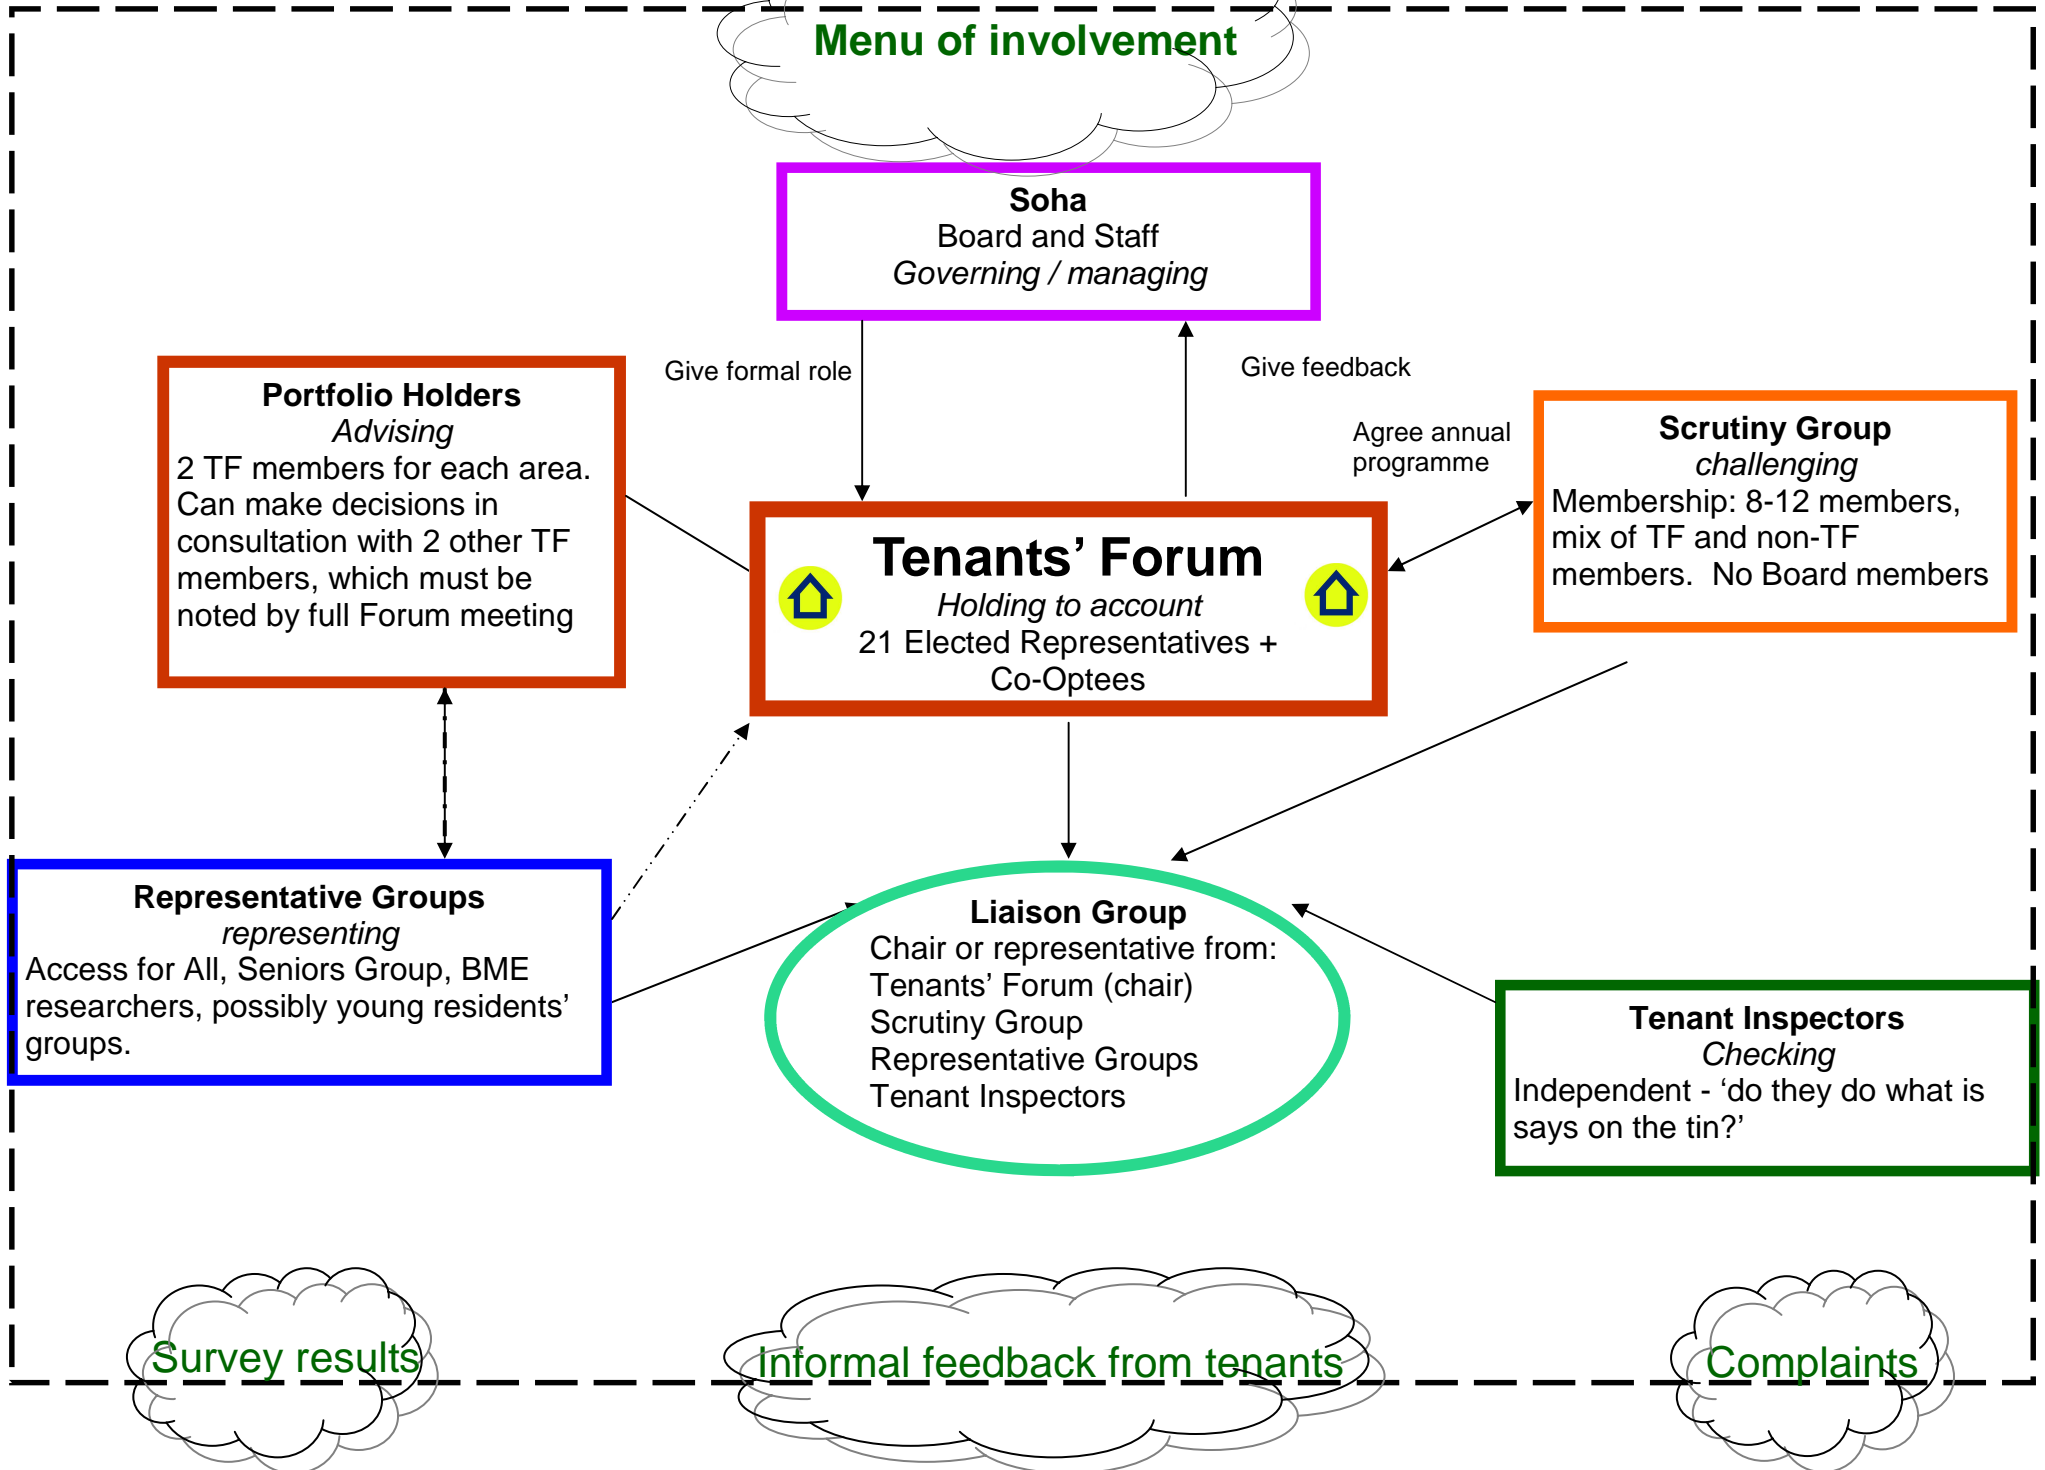 Menu of involvement
Soha
Board and Staff
Governing / managing
Give formal role
Give feedback
Portfolio Holders
Advising
2 TF members for each area.
Can make decisions in
consultation with 2 other TF
members, which must be
noted by full Forum meeting
Agree annual
programme
Scrutiny Group
challenging
Membership: 8-12 members,
mix of TF and non-TF
members.  No Board members
Tenants’ Forum
Holding to account
21 Elected Representatives +
Co-Optees
Representative Groups
representing
Access for All, Seniors Group, BME
researchers, possibly young residents’
groups.
Liaison Group
Chair or representative from:
Tenants’ Forum (chair)
Scrutiny Group
Representative Groups
Tenant Inspectors
Tenant Inspectors
Checking
Independent - ‘do they do what is
says on the tin?’
Survey results
Informal feedback from tenants
Complaints